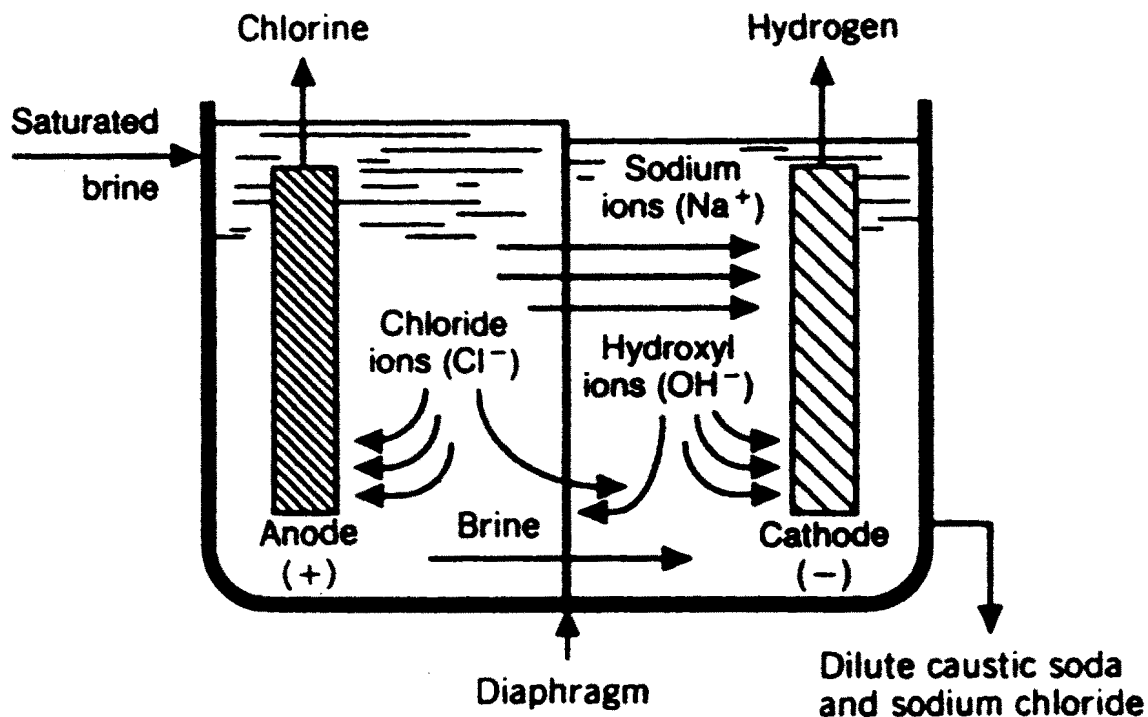 Chlorine
Hydrogen
Saturated
brine
Sodium
ions (Na⁺)
Chloride
ions (Cl⁻)
Hydroxyl
ions (OH⁻)
Anode
(+)
Brine
Cathode
(−)
Diaphragm
Dilute caustic soda
and sodium chloride